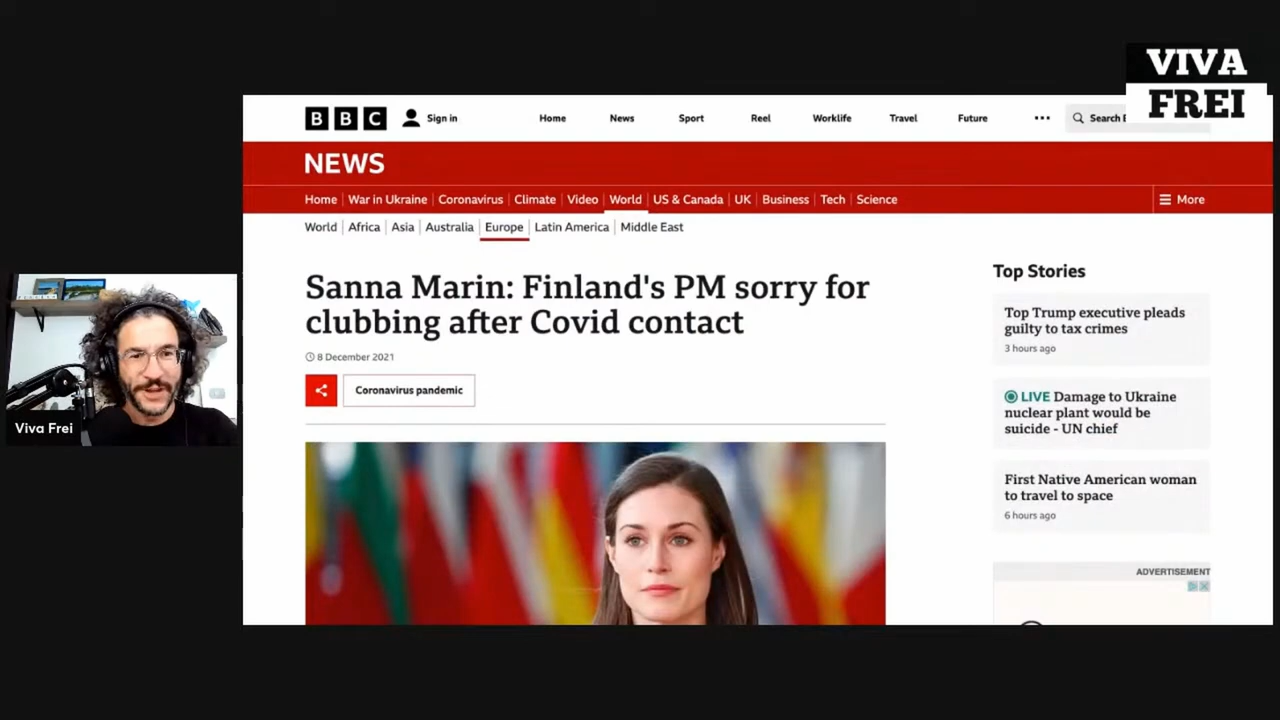 VIVA
FREI
BBC
Sign in
Home
News
Sport
Reel
Worklife
Travel
Future
Search
NEWS
Home
War in Ukraine
Coronavirus
Climate
Video
World
US & Canada
UK
Business
Tech
Science
More
World
Africa
Asia
Australia
Europe
Latin America
Middle East
Sanna Marin: Finland's PM sorry for
clubbing after Covid contact
8 December 2021
Coronavirus pandemic
Top Stories
Top Trump executive pleads
guilty to tax crimes
3 hours ago
LIVE Damage to Ukraine
nuclear plant would be
suicide - UN chief
First Native American woman
to travel to space
6 hours ago
ADVERTISEMENT
Viva Frei